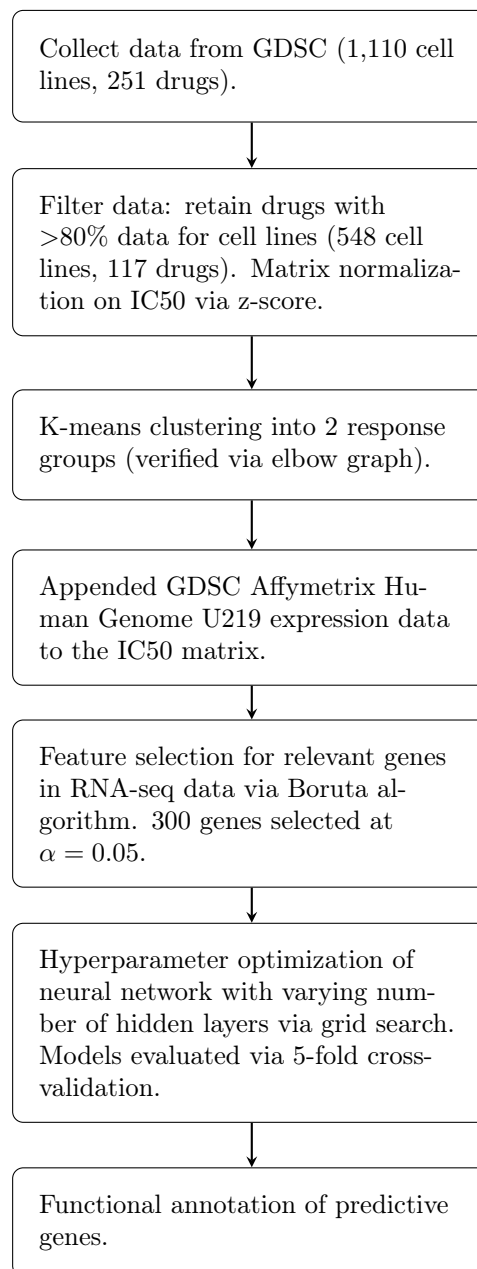 Collect data from GDSC (1,110 cell
lines, 251 drugs).
Filter data: retain drugs with
>80% data for cell lines (548 cell
lines, 117 drugs). Matrix normaliza-
tion on IC50 via z-score.
K-means clustering into 2 response
groups (verified via elbow graph).
Appended GDSC Affymetrix Hu-
man Genome U219 expression data
to the IC50 matrix.
Feature selection for relevant genes
in RNA-seq data via Boruta al-
gorithm. 300 genes selected at
α = 0.05.
Hyperparameter optimization of
neural network with varying num-
ber of hidden layers via grid search.
Models evaluated via 5-fold cross-
validation.
Functional annotation of predictive
genes.